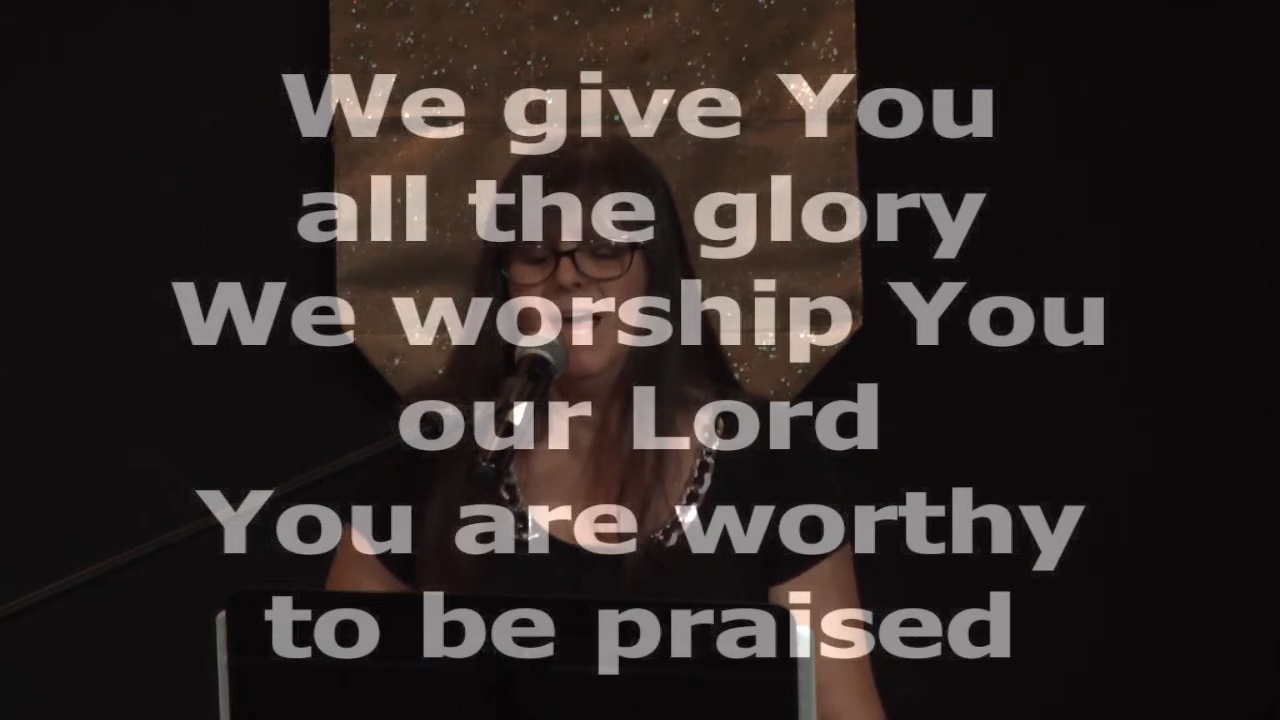 We give You
all the glory
We worship You
our Lord
You are worthy
to be praised